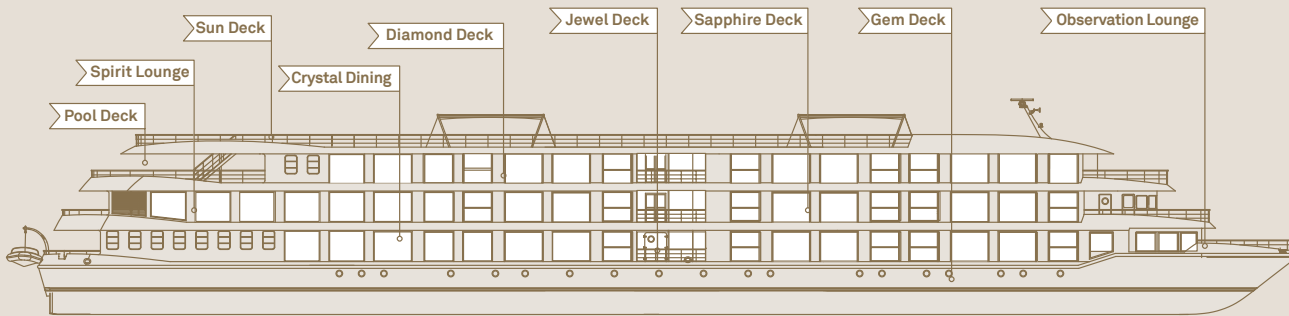 Pool Deck
Spirit Lounge
Sun Deck
Crystal Dining
Diamond Deck
Jewel Deck
Sapphire Deck
Gem Deck
Observation Lounge